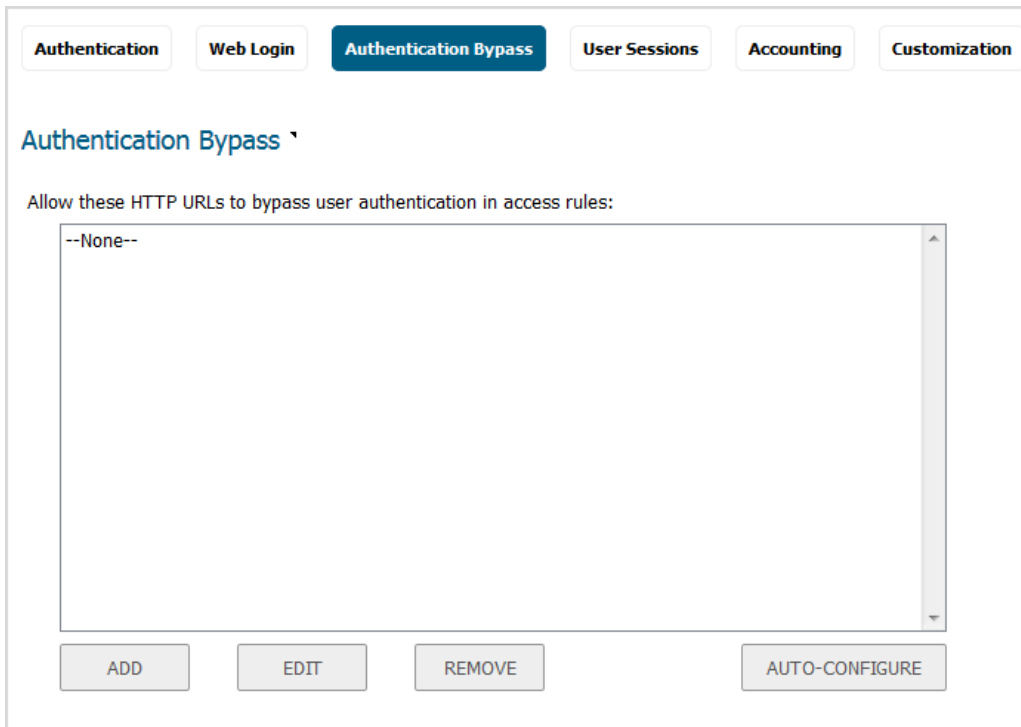 Authentication Web Login Authentication Bypass User Sessions Accounting Customization
Authentication Bypass
Allow these HTTP URLs to bypass user authentication in access rules:
--None--
ADD EDIT REMOVE AUTO-CONFIGURE